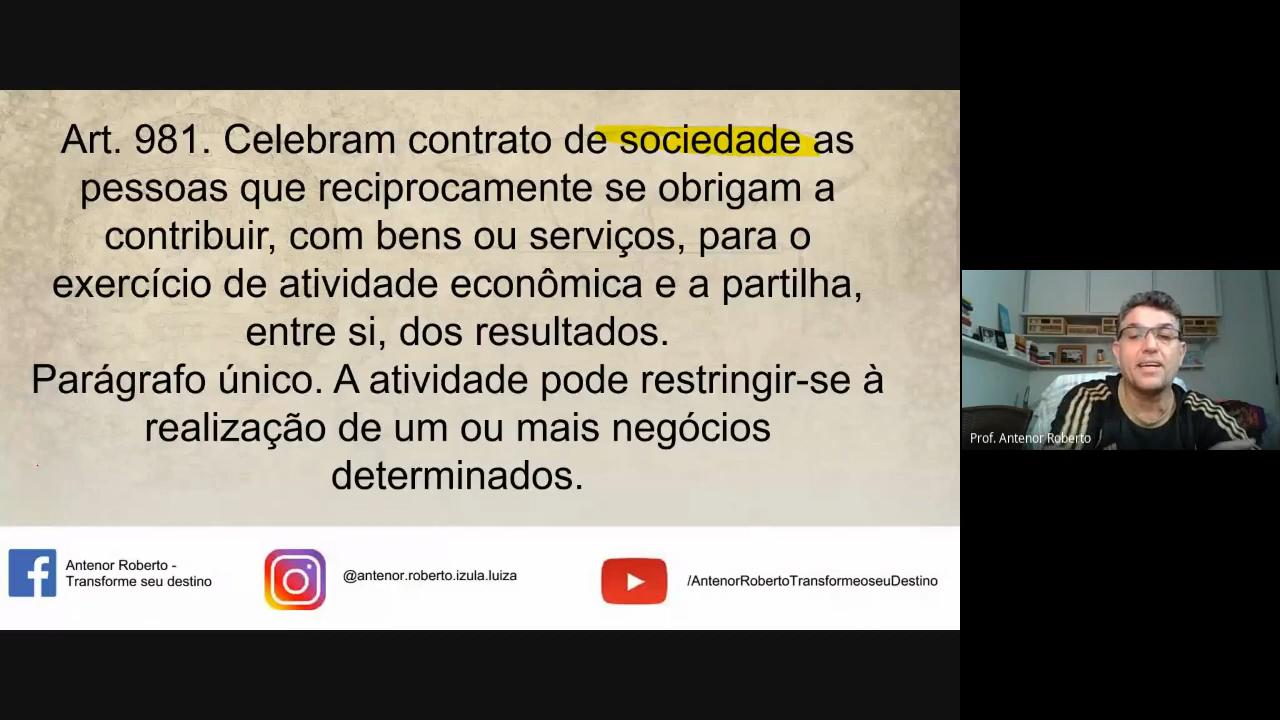 Art. 981. Celebram contrato de sociedade as
pessoas que reciprocamente se obrigam a
contribuir, com bens ou serviços, para o
exercício de atividade econômica e a partilha,
entre si, dos resultados.
Parágrafo único. A atividade pode restringir-se à
realização de um ou mais negócios
determinados.
Antenor Roberto -
Transforme seu destino
@antenor.roberto.izula.luiza
/AntenorRobertoTransformeoseuDestino
Prof. Antenor Roberto